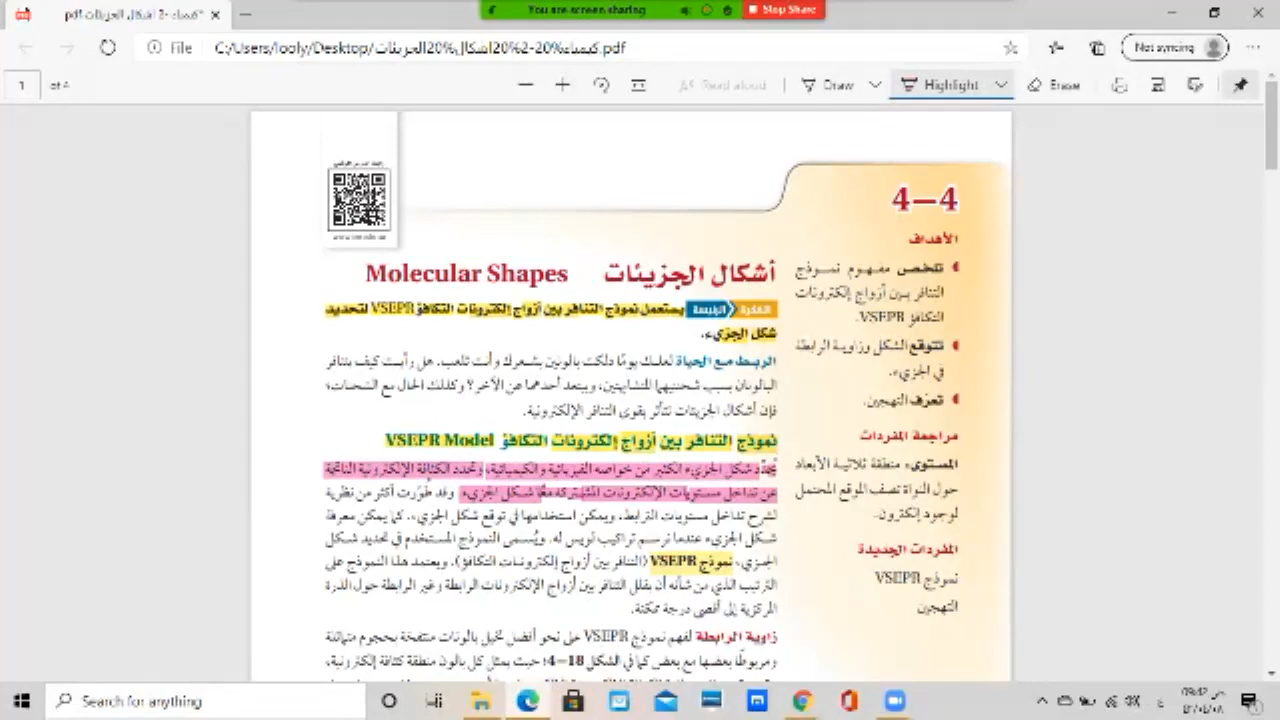 كيمياء -2 اشكال الجزيئات.pdf
You are screen sharing
Stop Share
File
C:/Users/looly/Desktop/كيمياء%20-2%20اشكال%20الجزيئات.pdf
Not syncing
1 of 4
Read aloud
Draw
Highlight
Erase
4–4
الأهداف
تلخص مفهوم نموذج
التنافر بين أزواج إلكترونات
التكافؤ VSEPR.
تتوقع الشكل وزاوية الرابطة
في الجزيء.
تعرّف التهجين.
مراجعة المفردات
المستوى، منطقة ثلاثية الأبعاد
حول النواة تصف الموقع المحتمل
لوجود إلكترون.
المفردات الجديدة
نموذج VSEPR
التهجين
أشكال الجزيئات Molecular Shapes
الفكرة الرئيسة يستعمل نموذج التنافر بين أزواج إلكترونات التكافؤ VSEPR لتحديد
شكل الجزيء.
الربط مع الحياة لعلك يومًا دلكت بالونين بشعرك وأنت تلعب. هل رأيت كيف يتنافر
البالونان بسبب شحنتيهما المتشابهتين، ويبتعد أحدهما عن الآخر؟ وكذلك الحال مع الشحنات؛
فإن أشكال الجزيئات تتأثر بقوى التنافر الإلكترونية.
نموذج التنافر بين أزواج إلكترونات التكافؤ VSEPR Model
يُحدّد شكل الجزيء الكثير من خواصه الفيزيائية والكيميائية، وتحدد الكثافة الإلكترونية الناتجة
عن تداخل مستويات الإلكترونات المشتركة معًا شكل الجزيء. وقد طُوّرت أكثر من نظرية
لشرح تداخل مستويات الترابط، ويمكن استخدامها في توقع شكل الجزيء. كما يمكن معرفة
شكل الجزيء عندما نرسم تراكيب لويس له. ويُسمى النموذج المستخدم في تحديد شكل
الجزيء، نموذج VSEPR (التنافر بين أزواج إلكترونات التكافؤ). ويعتمد هذا النموذج على
الترتيب الذي من شأنه أن يقلل التنافر بين أزواج الإلكترونات الرابطة وغير الرابطة حول الذرة
المركزية إلى أقصى درجة ممكنة.
زاوية الرابطة لفهم نموذج VSEPR على نحو أفضل تخيل بالونات منتفخة بحجوم متماثلة
ومربوطًا بعضها مع بعض كما في الشكل 18–4؛ حيث يمثل كل بالون منطقة كثافة إلكترونية،
Search for anything